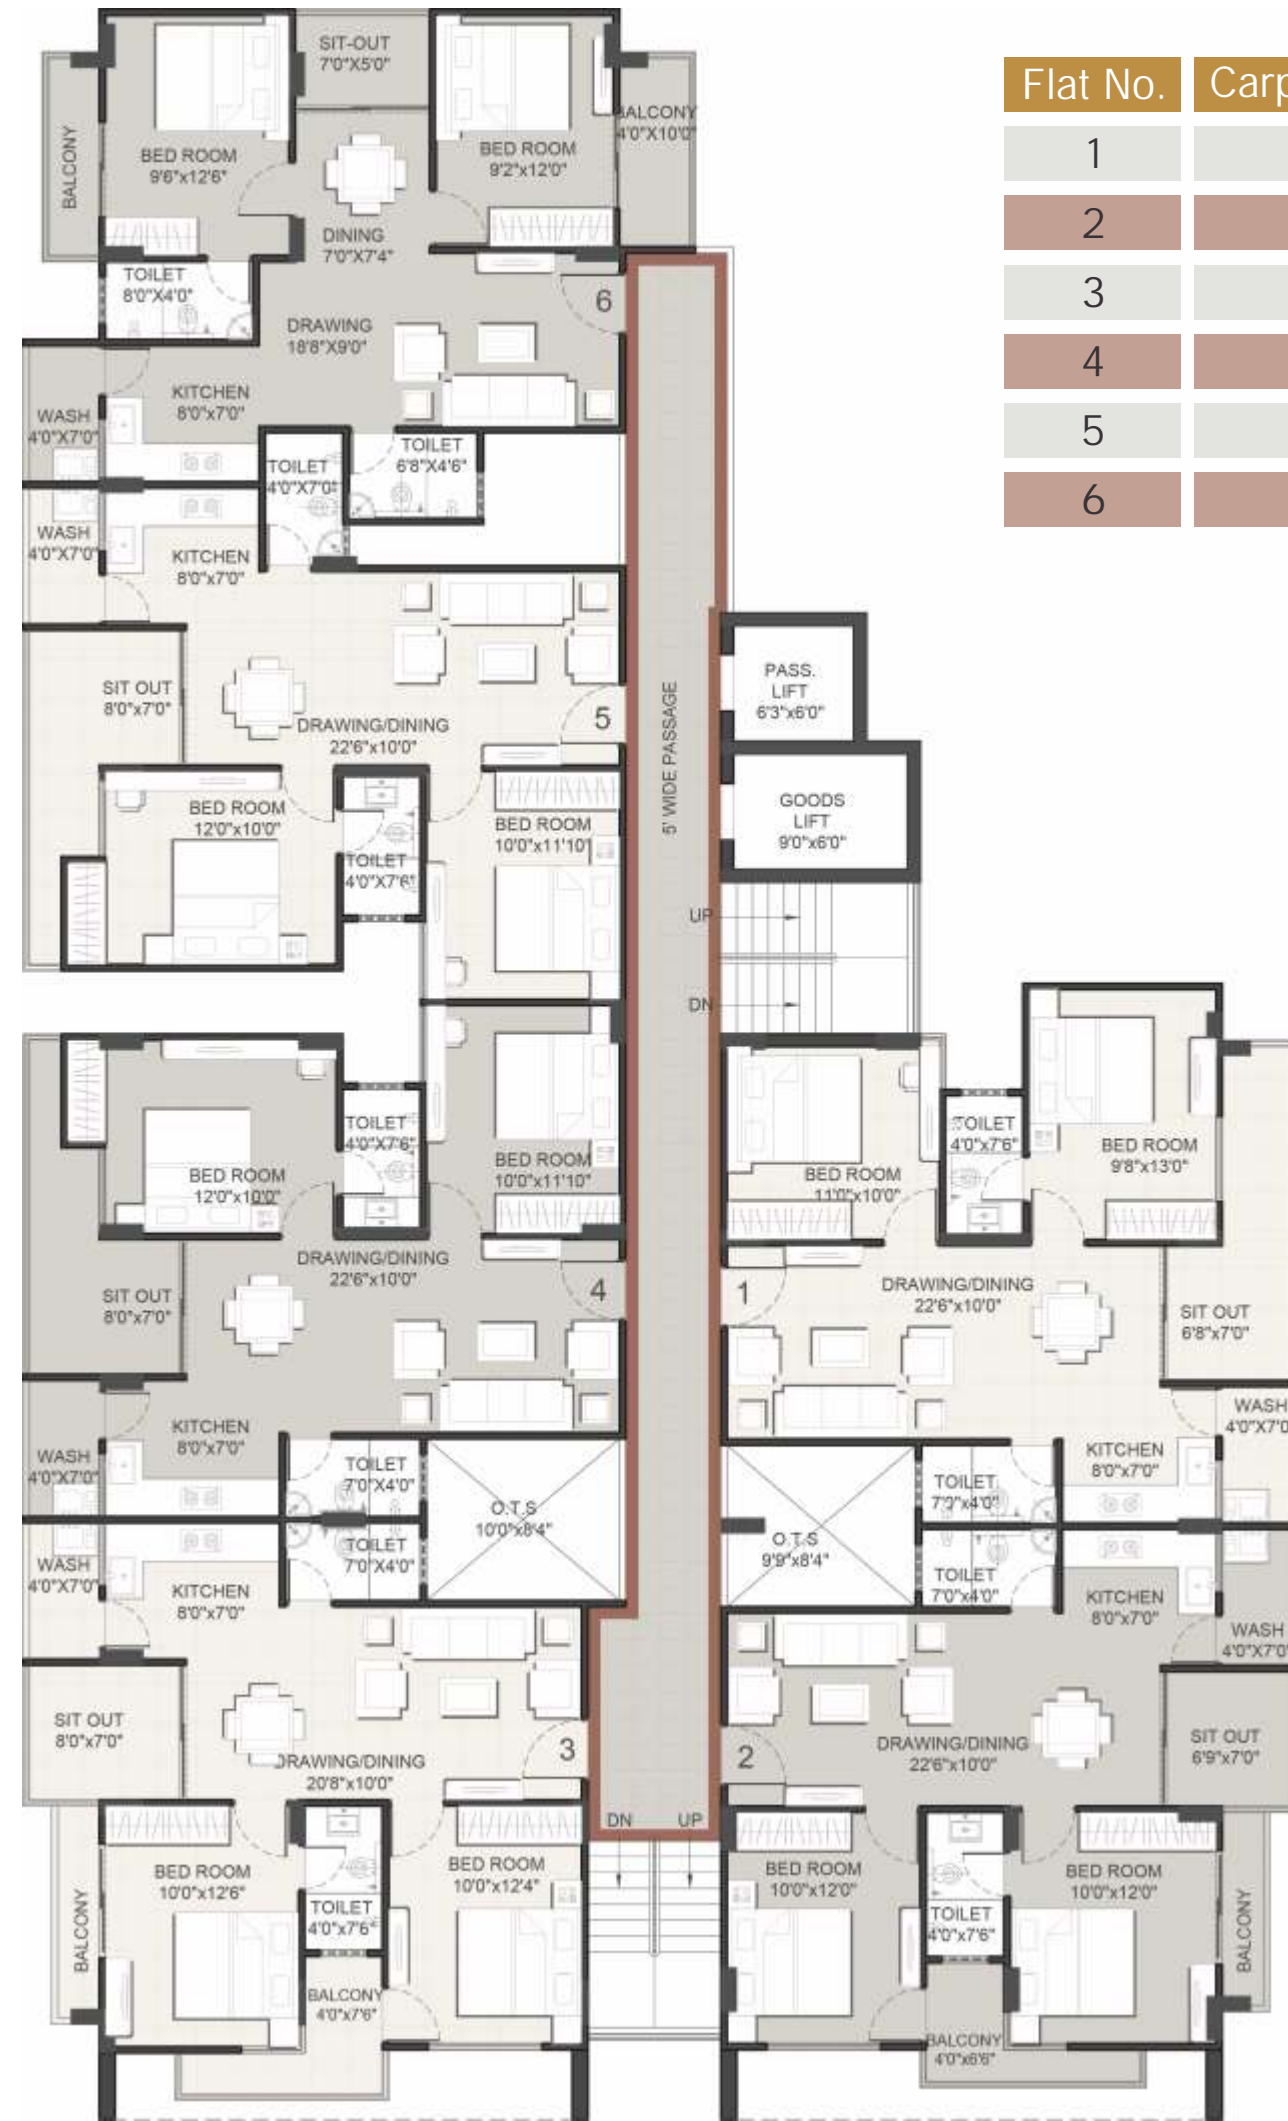 SIT-OUT
7'0"X5'0"
BALCONY
BED ROOM
9'6"x12'6"
BED ROOM
9'2"x12'0"
BALCONY
4'0"X10'0"
DINING
7'0"X7'4"
TOILET
8'0"X4'0"
6
DRAWING
18'8"X9'0"
KITCHEN
8'0"x7'0"
WASH
4'0"X7'0"
TOILET
4'0"X7'0"
TOILET
6'8"X4'6"
WASH
4'0"X7'0"
KITCHEN
8'0"x7'0"
SIT OUT
8'0"x7'0"
DRAWING/DINING
22'6"x10'0"
5
BED ROOM
12'0"x10'0"
TOILET
4'0"X7'6"
BED ROOM
10'0"x11'10"
5' WIDE PASSAGE
PASS.
LIFT
6'3"x6'0"
GOODS
LIFT
9'0"x6'0"
UP
DN
Flat No.
1
2
3
4
5
6
BED ROOM
12'0"x10'0"
TOILET
4'0"X7'6"
BED ROOM
10'0"x11'10"
DRAWING/DINING
22'6"x10'0"
4
SIT OUT
8'0"x7'0"
KITCHEN
8'0"x7'0"
WASH
4'0"X7'0"
TOILET
7'0"X4'0"
O.T.S
10'0"x8'4"
BED ROOM
11'0"x10'0"
TOILET
4'0"x7'6"
BED ROOM
9'8"x13'0"
DRAWING/DINING
22'6"x10'0"
1
SIT OUT
6'8"x7'0"
WASH
4'0"X7'0"
KITCHEN
8'0"x7'0"
TOILET
7'0"x4'0"
O.T.S
9'9"x8'4"
TOILET
7'0"X4'0"
WASH
4'0"X7'0"
KITCHEN
8'0"x7'0"
SIT OUT
8'0"x7'0"
DRAWING/DINING
20'8"x10'0"
3
BED ROOM
10'0"x12'6"
TOILET
4'0"x7'6"
BED ROOM
10'0"x12'4"
BALCONY
BALCONY
4'0"x7'6"
DN UP
TOILET
7'0"x4'0"
KITCHEN
8'0"x7'0"
WASH
4'0"X7'0"
SIT OUT
6'9"x7'0"
DRAWING/DINING
22'6"x10'0"
2
BED ROOM
10'0"x12'0"
TOILET
4'0"x7'6"
BED ROOM
10'0"x12'0"
BALCONY
BALCONY
4'0"x6'6"